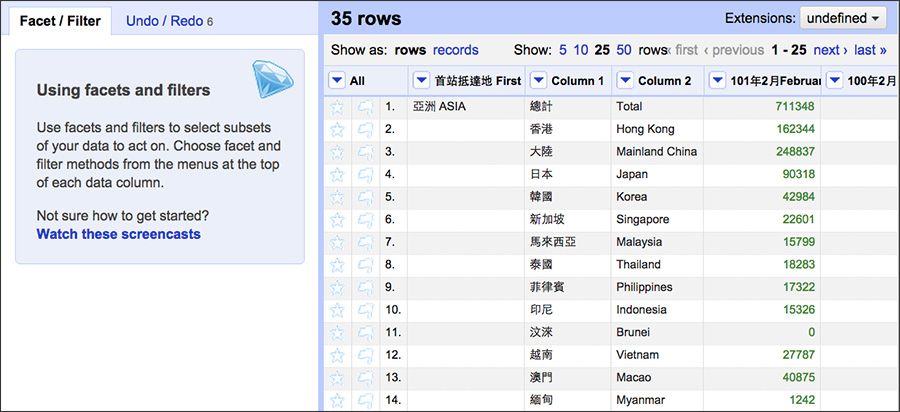 Facet / Filter Undo / Redo 6
Using facets and filters
Use facets and filters to select subsets
of your data to act on. Choose facet and
filter methods from the menus at the top
of each data column.
Not sure how to get started?
Watch these screencasts
35 rows Extensions: undefined
Show as: rows records Show: 5 10 25 50 rows ‹ first ‹ previous 1 - 25 next › last »
All 首站抵達地 First Column 1 Column 2 101年2月Februar 100年2月
1. 亞洲 ASIA 總計 Total 711348
2. 香港 Hong Kong 162344
3. 大陸 Mainland China 248837
4. 日本 Japan 90318
5. 韓國 Korea 42984
6. 新加坡 Singapore 22601
7. 馬來西亞 Malaysia 15799
8. 泰國 Thailand 18283
9. 菲律賓 Philippines 17322
10. 印尼 Indonesia 15326
11. 汶淶 Brunei 0
12. 越南 Vietnam 27787
13. 澳門 Macao 40875
14. 緬甸 Myanmar 1242